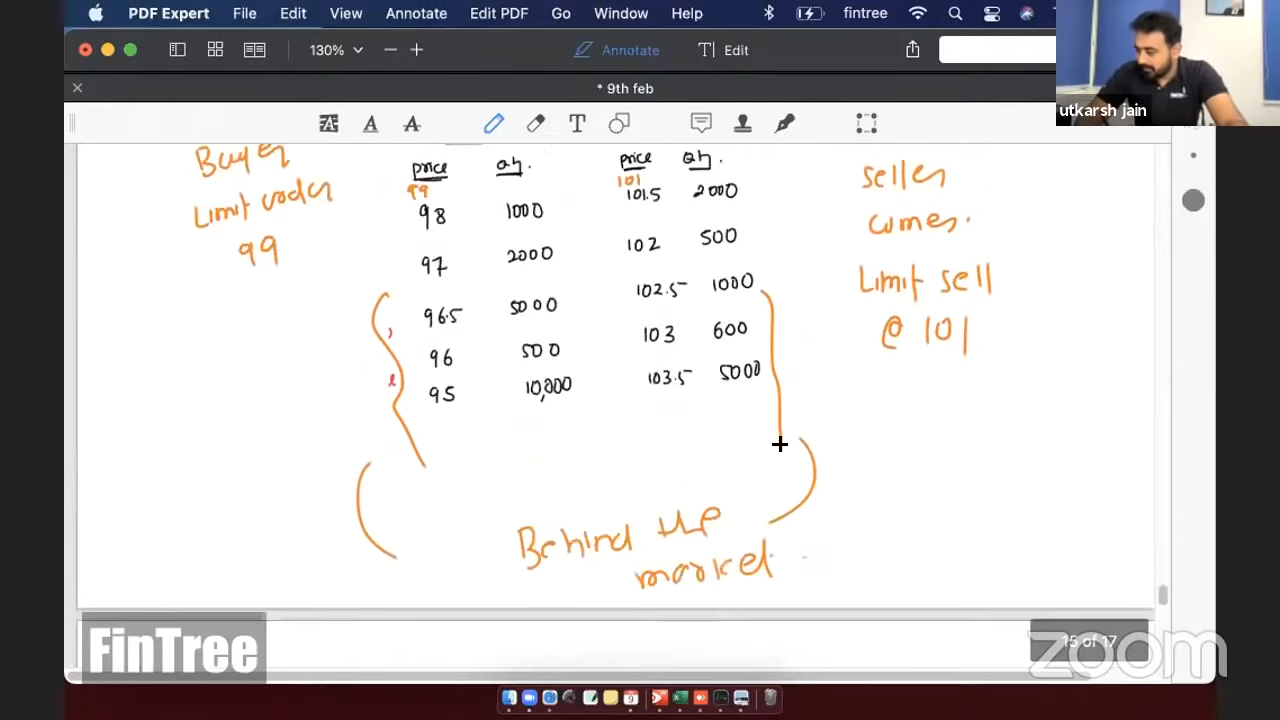 PDF Expert File Edit View Annotate Edit PDF Go Window Help fintree
130% Annotate Edit
* 9th feb
utkarsh jain
Buyer
Limit order
99
price Qty. price Qty.
99 101
98 1000 101.5 2000
97 2000 102 500
96.5 5000 102.5 1000
96 500 103 600
95 10,000 103.5 5000
seller
comes.
Limit sell
@ 101
Behind the
market
FinTree
15 of 17
zoom